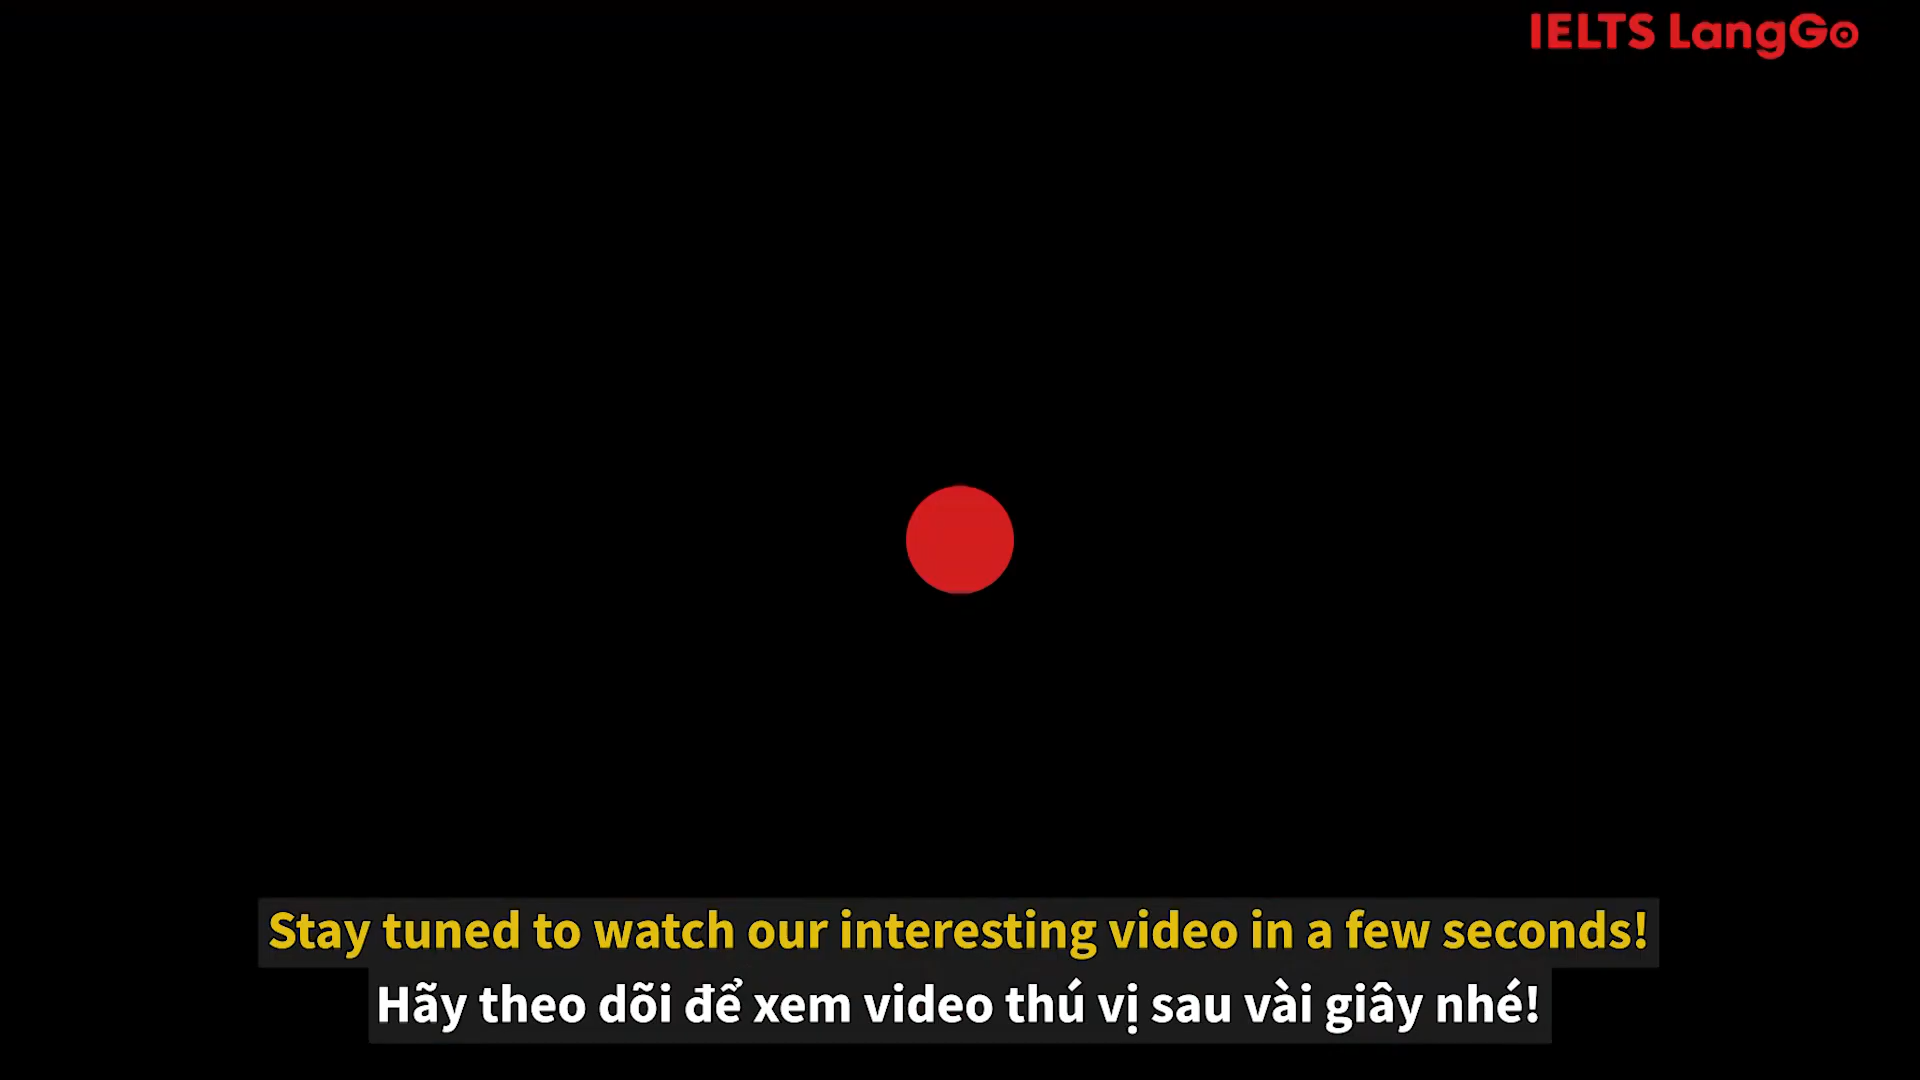 IELTS LangGo
Stay tuned to watch our interesting video in a few seconds!
Hãy theo dõi để xem video thú vị sau vài giây nhé!